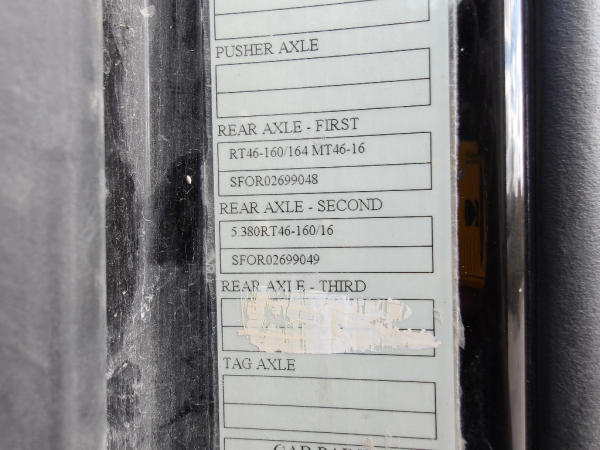 PUSHER AXLE
REAR AXLE - FIRST
RT46-160/164 MT46-16
SFOR02699048
REAR AXLE - SECOND
5.380RT46-160/16
SFOR02699049
REAR AXLE - THIRD
TAG AXLE